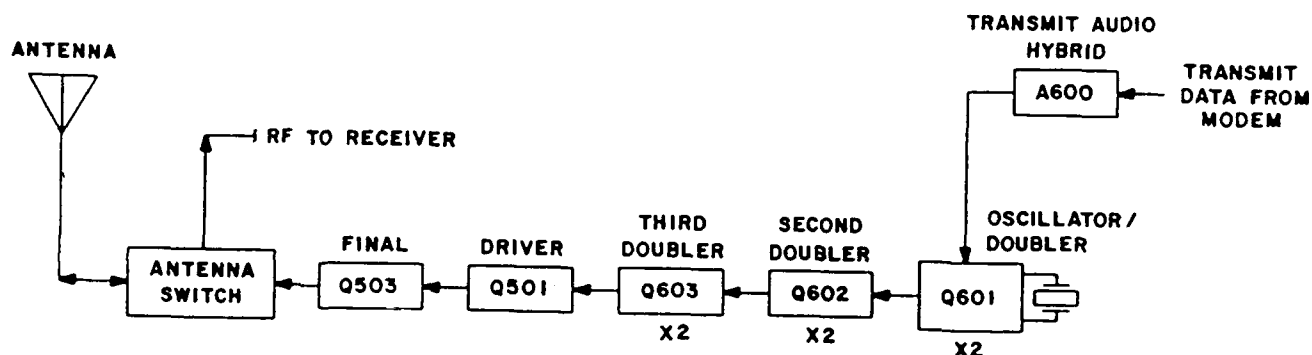 TRANSMIT AUDIO
HYBRID
A600
TRANSMIT
DATA FROM
MODEM
ANTENNA
RF TO RECEIVER
OSCILLATOR/
DOUBLER
THIRD
DOUBLER
SECOND
DOUBLER
FINAL
DRIVER
ANTENNA
SWITCH
Q503
Q501
Q603
Q602
Q601
X2
X2
X2